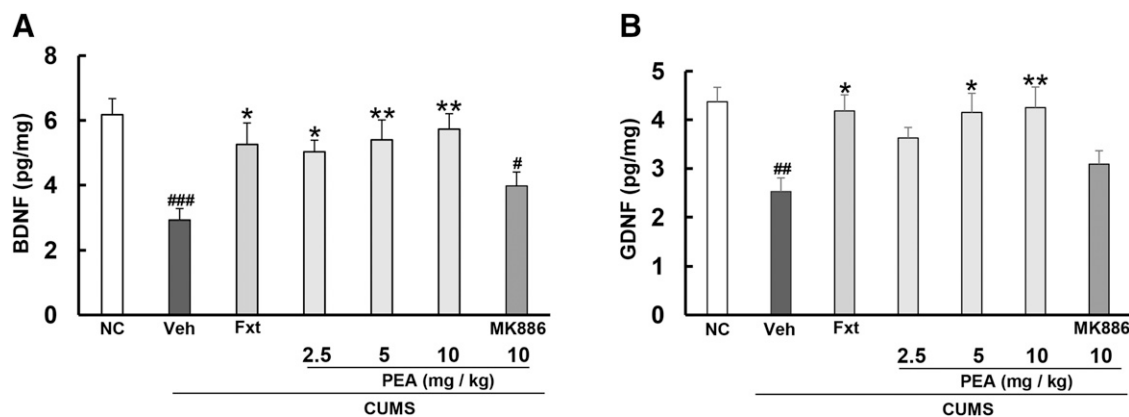 A
BDNF (pg/mg)
8
6
4
2
0
###
*
*
**
**
#
NC Veh Fxt MK886
2.5 5 10 10
PEA (mg / kg)
CUMS
B
GDNF (pg/mg)
5
4
3
2
1
0
##
*
*
**
NC Veh Fxt MK886
2.5 5 10 10
PEA (mg / kg)
CUMS